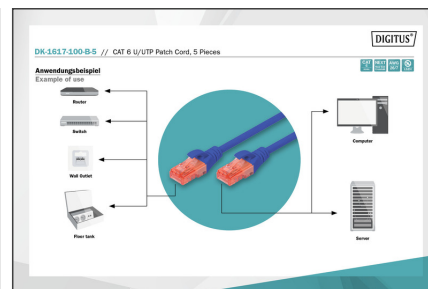 DIGITUS®
DK-1617-100-B-5 // CAT 6 U/UTP Patch Cord, 5 Pieces
Anwendungsbeispiel
Example of use
Router
Switch
Wall Outlet
Floor tank
Computer
Server